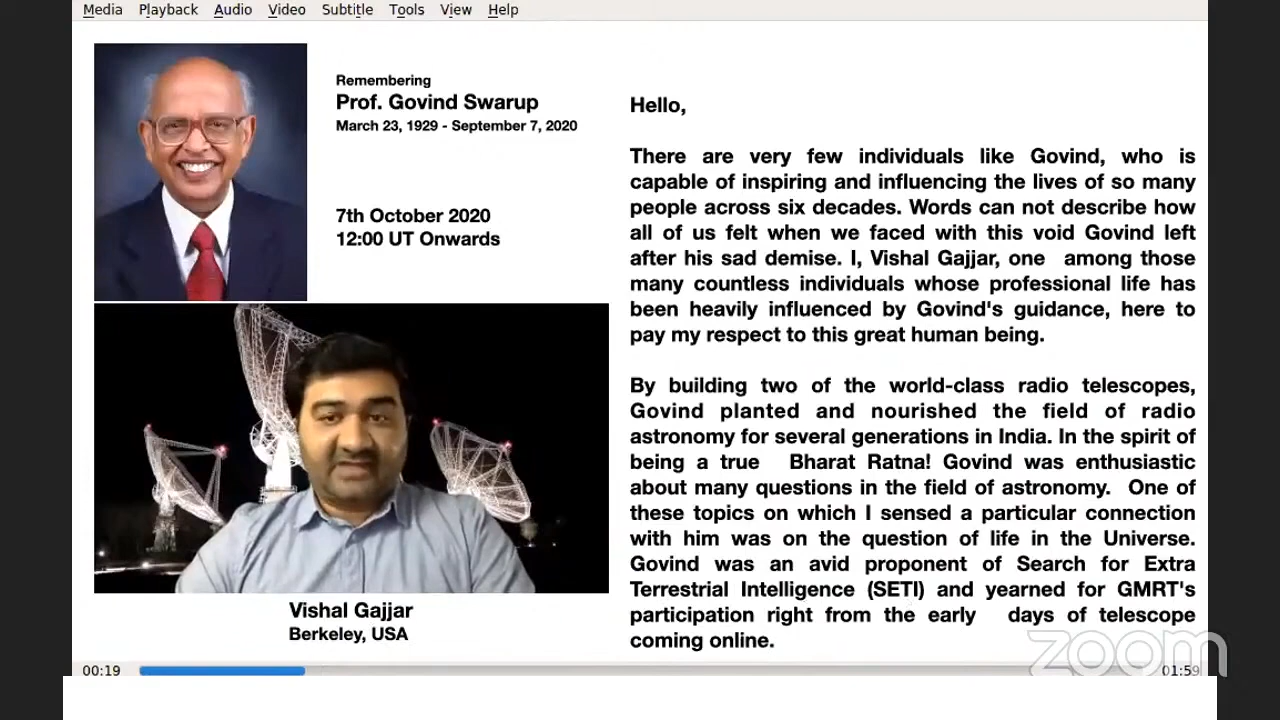 Media Playback Audio Video Subtitle Tools View Help
Remembering
Prof. Govind Swarup
March 23, 1929 - September 7, 2020
7th October 2020
12:00 UT Onwards
Vishal Gajjar
Berkeley, USA
Hello,
There are very few individuals like Govind, who is
capable of inspiring and influencing the lives of so many
people across six decades. Words can not describe how
all of us felt when we faced with this void Govind left
after his sad demise. I, Vishal Gajjar, one among those
many countless individuals whose professional life has
been heavily influenced by Govind's guidance, here to
pay my respect to this great human being.
By building two of the world-class radio telescopes,
Govind planted and nourished the field of radio
astronomy for several generations in India. In the spirit of
being a true Bharat Ratna! Govind was enthusiastic
about many questions in the field of astronomy. One of
these topics on which I sensed a particular connection
with him was on the question of life in the Universe.
Govind was an avid proponent of Search for Extra
Terrestrial Intelligence (SETI) and yearned for GMRT's
participation right from the early days of telescope
coming online.
zoom
00:19 01:59